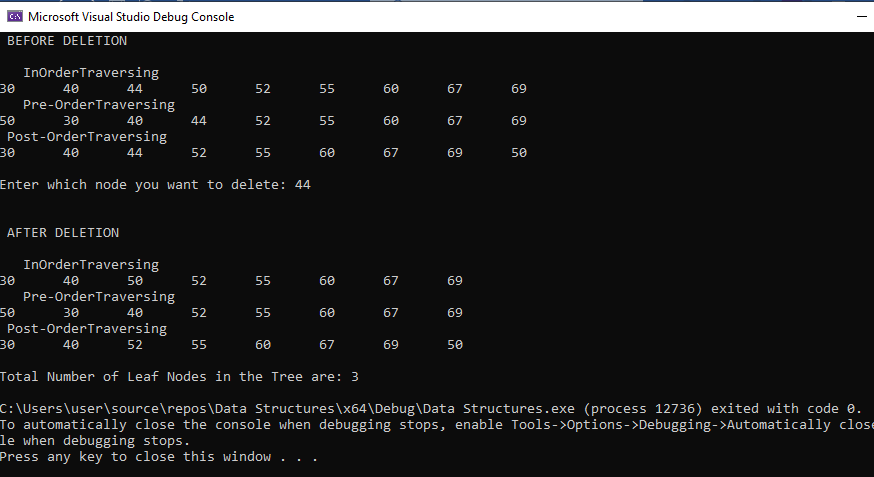 Microsoft Visual Studio Debug Console
BEFORE DELETION
InOrderTraversing
30 40 44 50 52 55 60 67 69
Pre-OrderTraversing
50 30 40 44 52 55 60 67 69
Post-OrderTraversing
30 40 44 52 55 60 67 69 50
Enter which node you want to delete: 44
AFTER DELETION
InOrderTraversing
30 40 50 52 55 60 67 69
Pre-OrderTraversing
50 30 40 52 55 60 67 69
Post-OrderTraversing
30 40 52 55 60 67 69 50
Total Number of Leaf Nodes in the Tree are: 3
C:\Users\user\source\repos\Data Structures\x64\Debug\Data Structures.exe (process 12736) exited with code 0.
To automatically close the console when debugging stops, enable Tools->Options->Debugging->Automatically close
le when debugging stops.
Press any key to close this window . . .